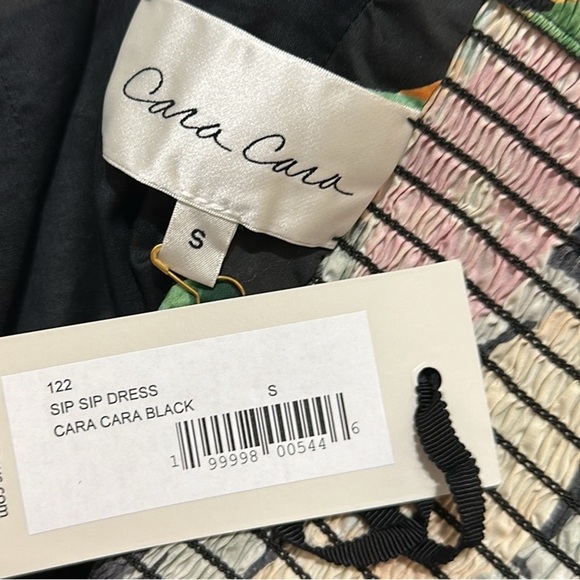 Cara Cara
S
122
SIP SIP DRESS S
CARA CARA BLACK
1 99998 00544 6